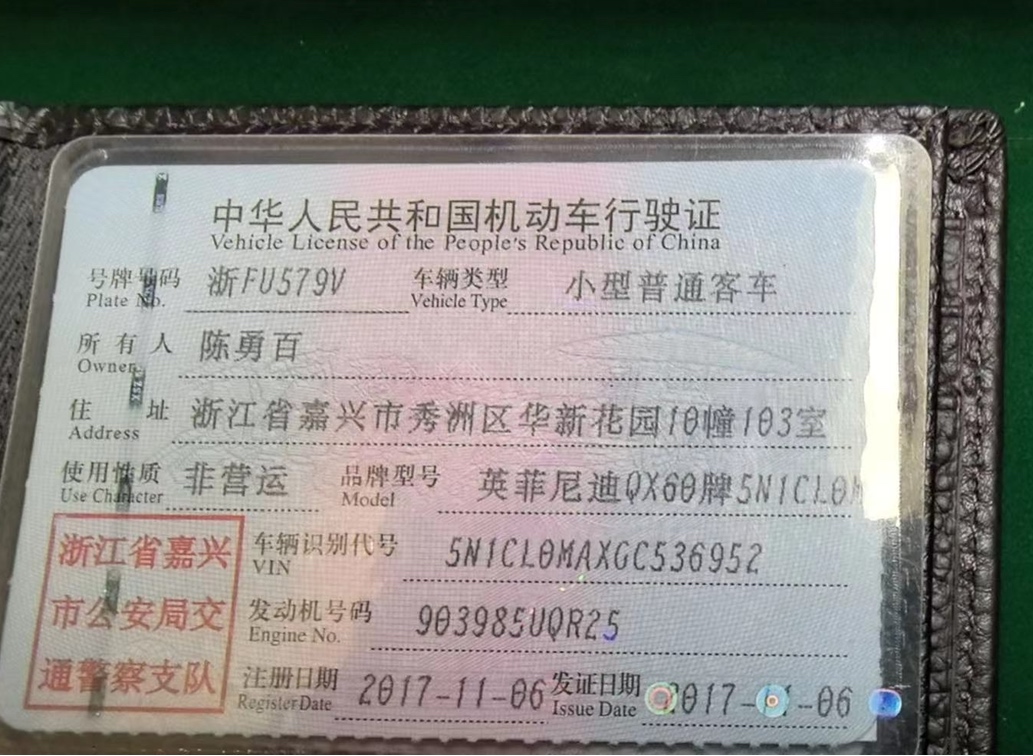 中华人民共和国机动车行驶证
Vehicle License of the People's Republic of China
号牌号码 浙FU579V 车辆类型 小型普通客车
Plate No. Vehicle Type
所有人 陈勇百
Owner
住址 浙江省嘉兴市秀洲区华新花园10幢103室
Address
使用性质 非营运 品牌型号 英菲尼迪QX60牌5N1CL0M
Use Character Model
浙江省嘉兴
市公安局交
通警察支队
车辆识别代号 5N1CL0MAXGC536952
VIN
发动机号码 903985UQR25
Engine No.
注册日期 2017-11-06 发证日期 2017-11-06
Register Date Issue Date